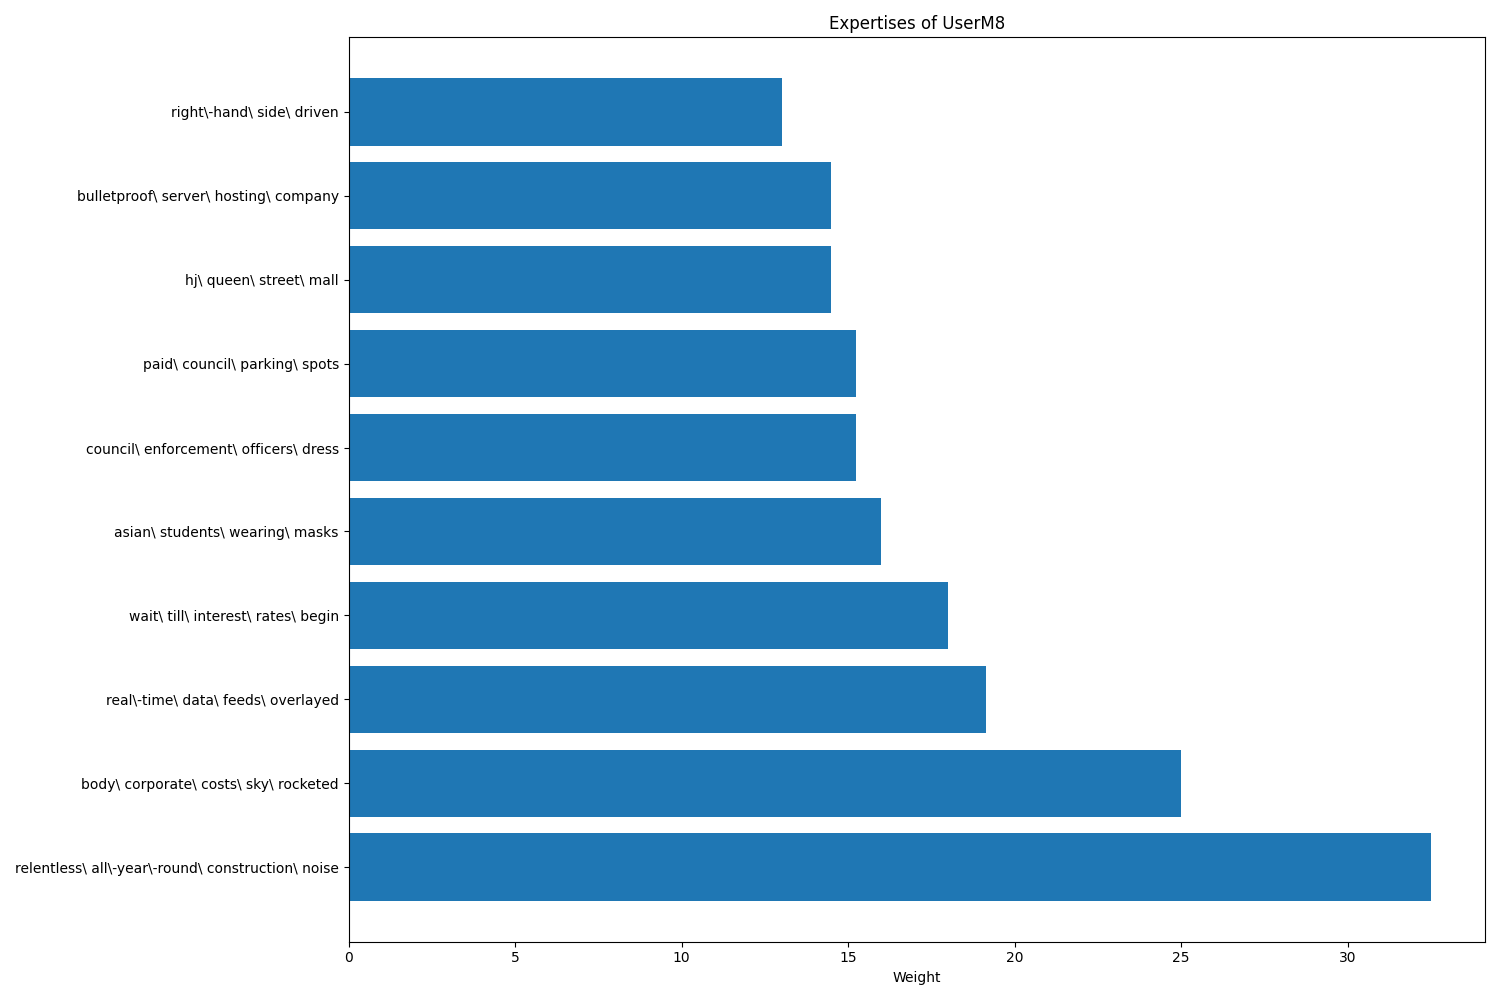 Expertises of UserM8
right\-hand\ side\ driven
bulletproof\ server\ hosting\ company
hj\ queen\ street\ mall
paid\ council\ parking\ spots
council\ enforcement\ officers\ dress
asian\ students\ wearing\ masks
wait\ till\ interest\ rates\ begin
real\-time\ data\ feeds\ overlayed
body\ corporate\ costs\ sky\ rocketed
relentless\ all\-year\-round\ construction\ noise
0 5 10 15 20 25 30
Weight